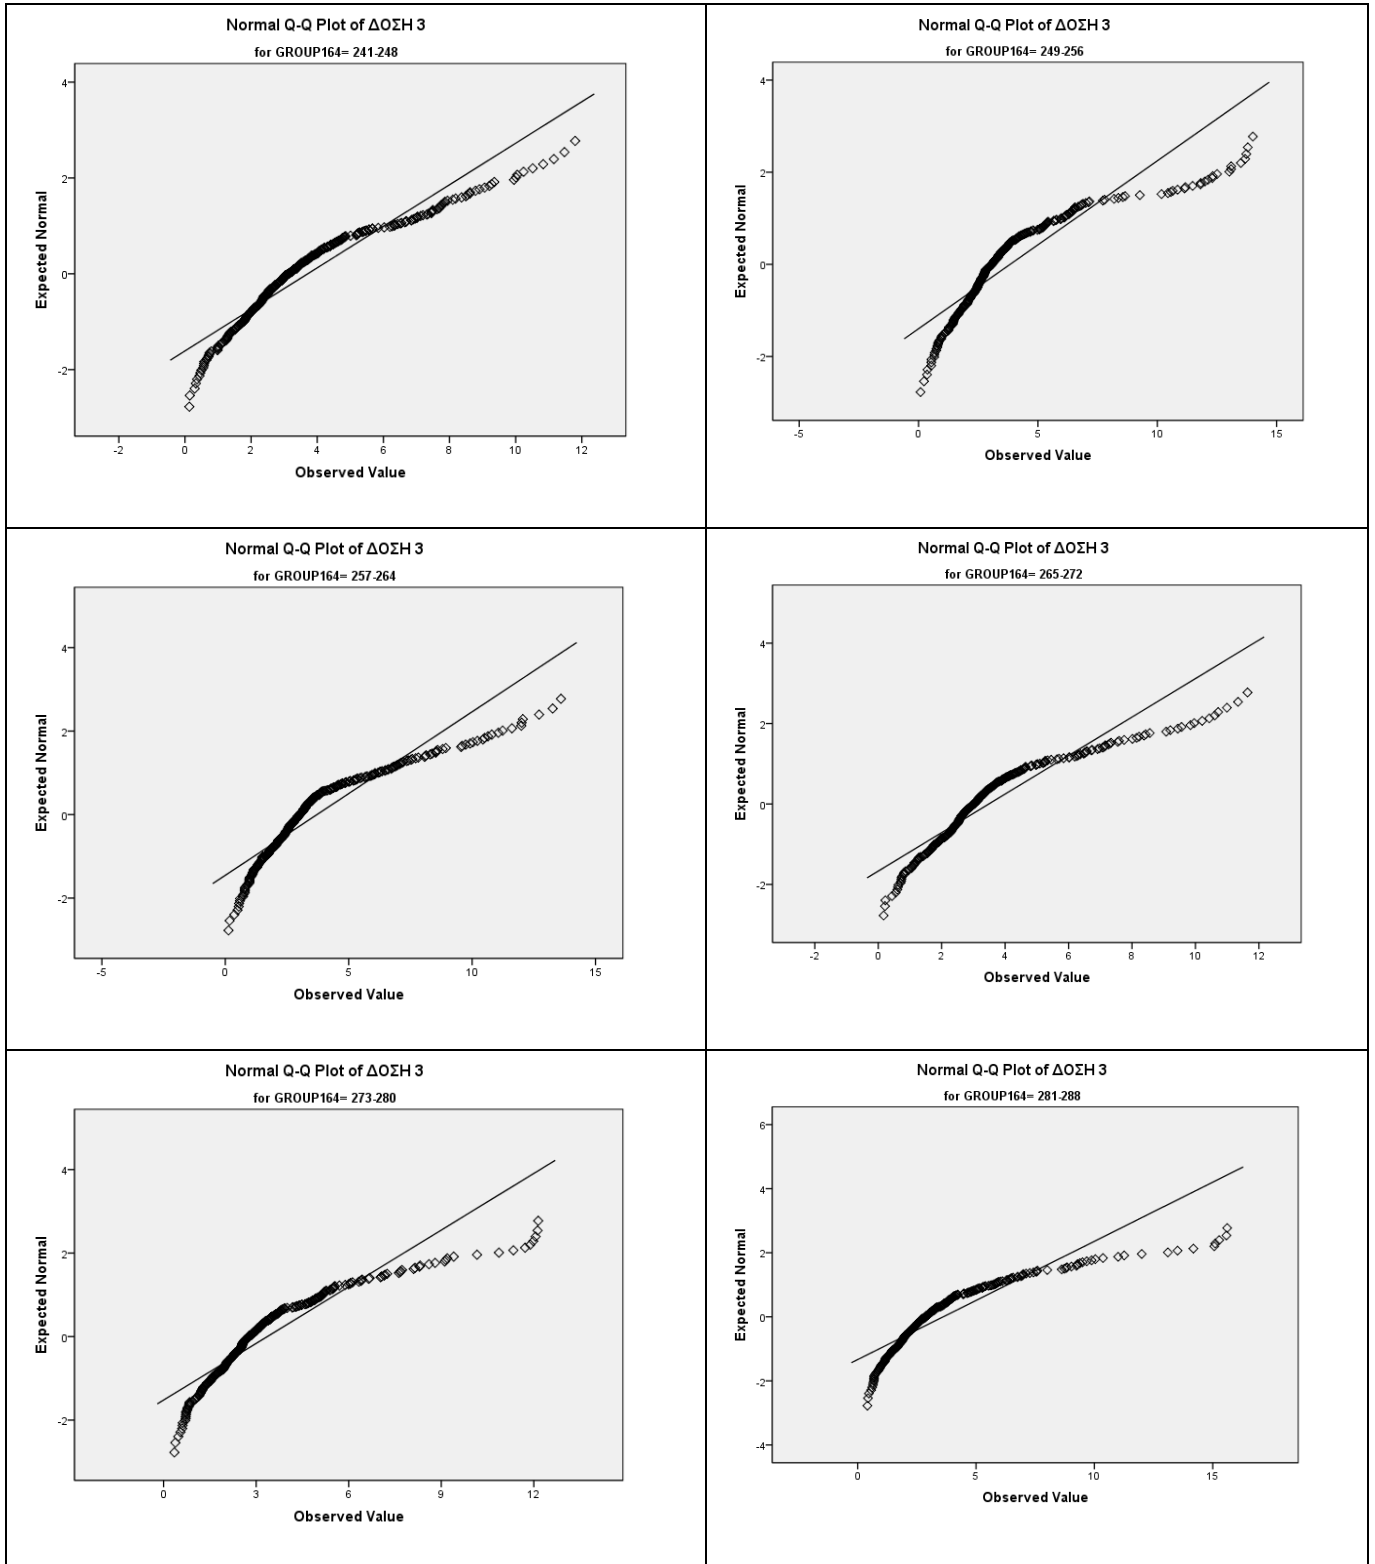 Normal Q-Q Plot of ΔΟΣΗ 3
for GROUP164= 241-248
4
2
0
-2
Expected Normal
-2 0 2 4 6 8 10 12
Observed Value
Normal Q-Q Plot of ΔΟΣΗ 3
for GROUP164= 249-256
4
2
0
-2
Expected Normal
-5 0 5 10 15
Observed Value
Normal Q-Q Plot of ΔΟΣΗ 3
for GROUP164= 257-264
4
2
0
-2
Expected Normal
-5 0 5 10 15
Observed Value
Normal Q-Q Plot of ΔΟΣΗ 3
for GROUP164= 265-272
4
2
0
-2
Expected Normal
-2 0 2 4 6 8 10 12
Observed Value
Normal Q-Q Plot of ΔΟΣΗ 3
for GROUP164= 273-280
4
2
0
-2
Expected Normal
0 3 6 9 12
Observed Value
Normal Q-Q Plot of ΔΟΣΗ 3
for GROUP164= 281-288
6
4
2
0
-2
-4
Expected Normal
0 5 10 15
Observed Value